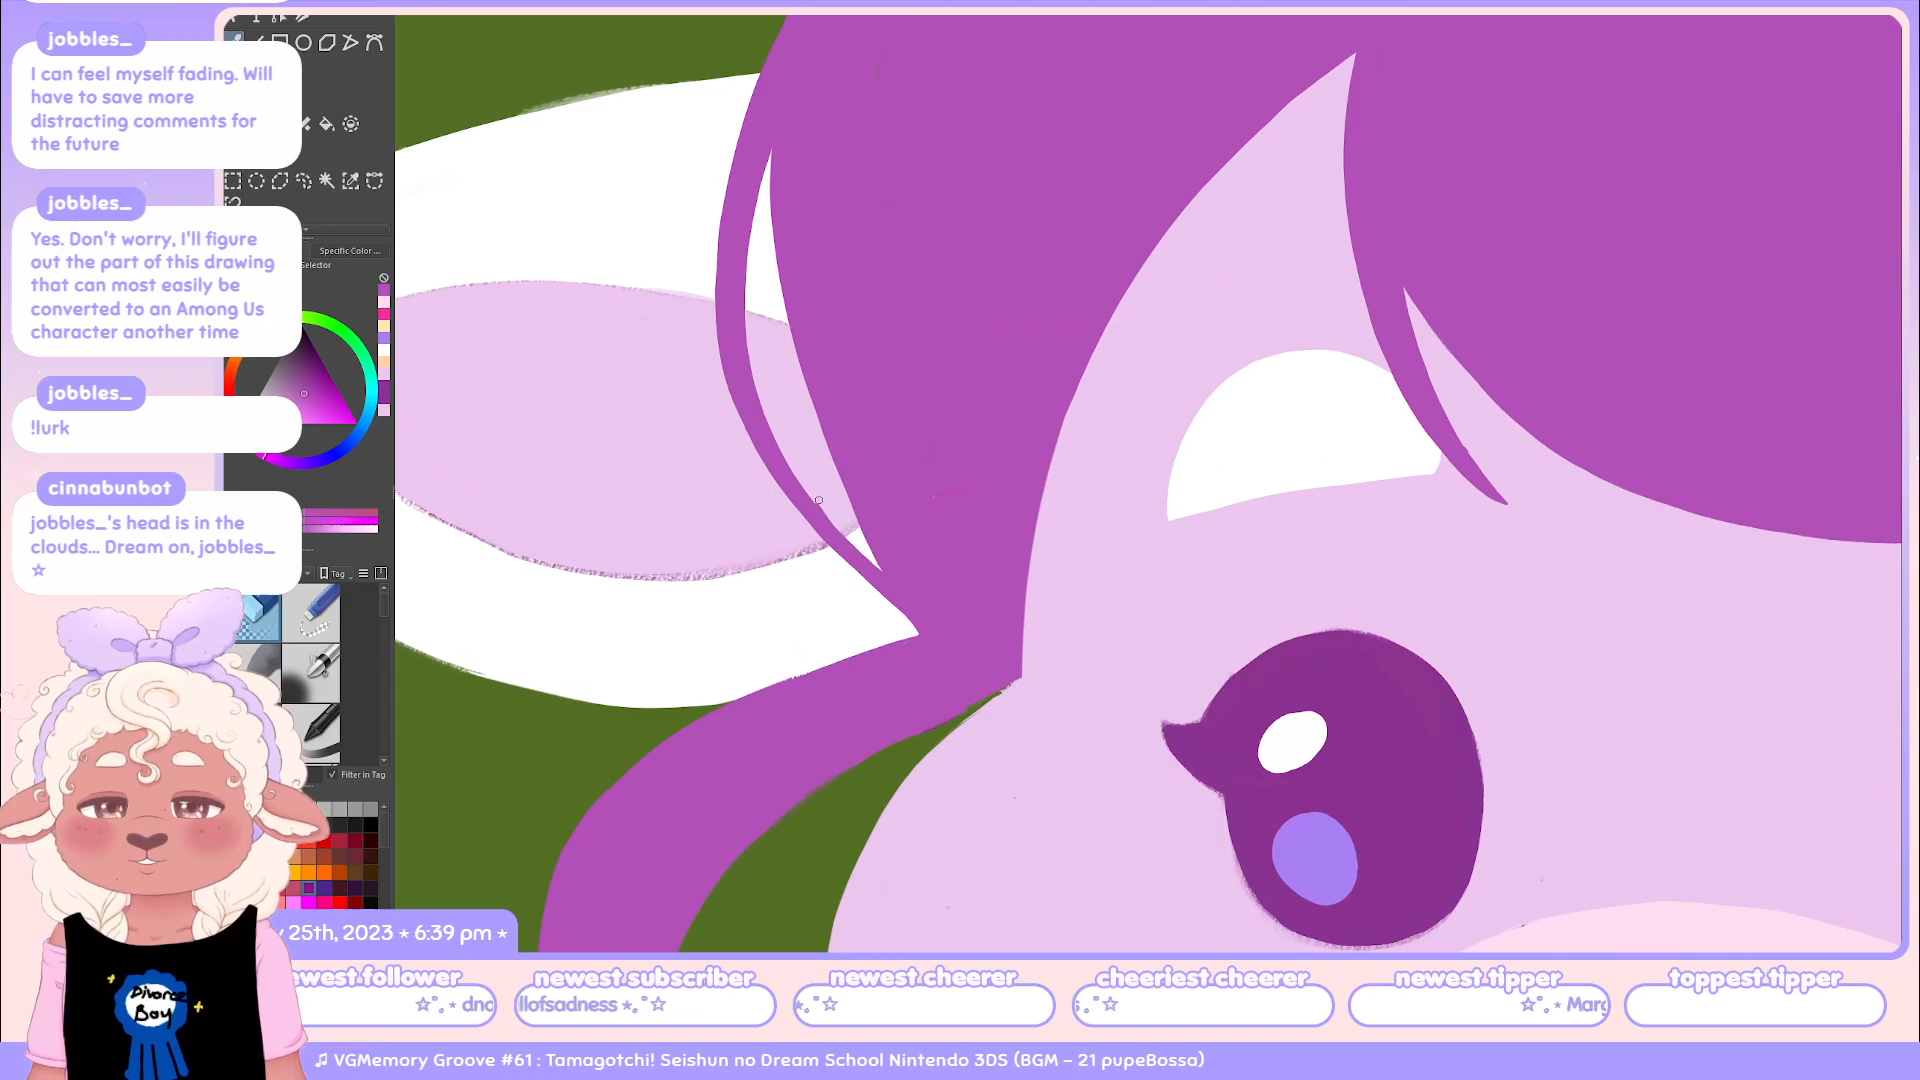 jobbles_
I can feel myself fading. Will
have to save more
distracting comments for
the future
jobbles_
Yes. Don't worry, I'll figure
out the part of this drawing
that can most easily be
converted to an Among Us
character another time
jobbles_
!lurk
cinnabunbot
jobbles_'s head is in the
clouds... Dream on, jobbles_
☆
Specific Color ...
Selector
Tag
Filter in Tag
Divorce
Boy
25th, 2023 ⋆ 6:39 pm ⋆
newest follower
newest subscriber
newest cheerer
cheeriest cheerer
newest tipper
toppest tipper
llofsadness
♫ VGMemory Groove #61 : Tamagotchi! Seishun no Dream School Nintendo 3DS (BGM - 21 pupeBossa)